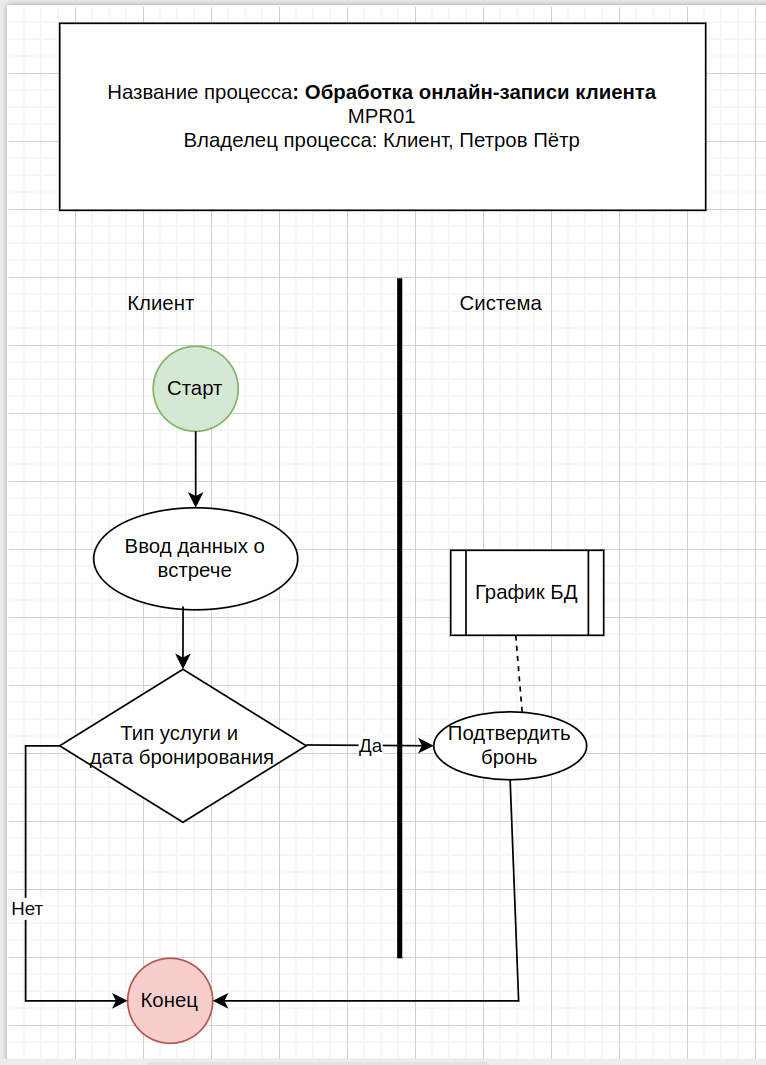 Название процесса: Обработка онлайн-записи клиента
MPR01
Владелец процесса: Клиент, Петров Пётр
Клиент
Система
Старт
Ввод данных о
встрече
График БД
Тип услуги и
дата бронирования
Да
Подтвердить
бронь
Нет
Конец